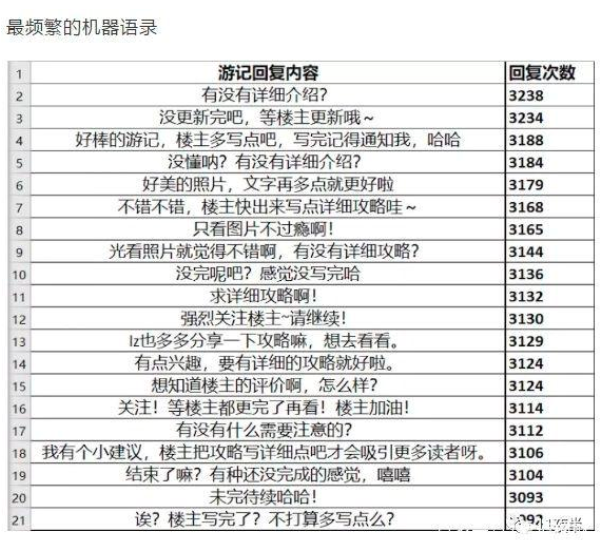 最频繁的机器语录
1 游记回复内容 回复次数
2 有没有详细介绍? 3238
3 没更新完吧，等楼主更新哦～ 3234
4 好棒的游记，楼主多写点吧，写完记得通知我，哈哈 3188
5 没懂呐？有没有详细介绍？ 3184
6 好美的照片，文字再多点就更好啦 3179
7 不错不错，楼主快出来写点详细攻略哇～ 3168
8 只看图片不过瘾啊！ 3165
9 光看照片就觉得不错啊，有没有详细攻略？ 3144
10 没完呢吧？感觉没写完哈 3136
11 求详细攻略啊！ 3132
12 强烈关注楼主~请继续！ 3130
13 lz也多多分享一下攻略嘛，想去看看。 3129
14 有点兴趣，要有详细的攻略就好啦。 3124
15 想知道楼主的评价啊，怎么样？ 3124
16 关注！等楼主都更完了再看！楼主加油！ 3114
17 有没有什么需要注意的？ 3112
18 我有个小建议，楼主把攻略写详细点吧才会吸引更多读者呀。 3106
19 结束了嘛？有种还没完成的感觉，嘻嘻 3104
20 未完待续哈哈！ 3093
21 诶？楼主写完了？不打算多写点么？